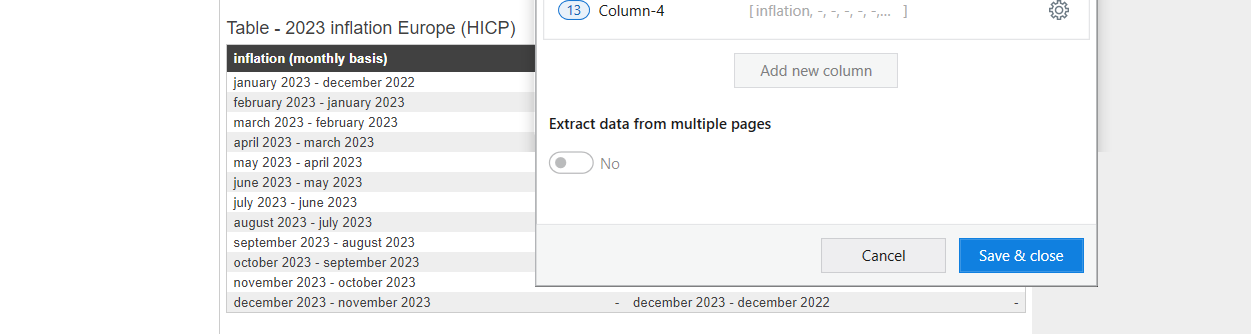 13 Column-4 [ inflation, -, -, -, -, -,... ]
Table - 2023 inflation Europe (HICP)
inflation (monthly basis)
january 2023 - december 2022
february 2023 - january 2023
march 2023 - february 2023
april 2023 - march 2023
may 2023 - april 2023
june 2023 - may 2023
july 2023 - june 2023
august 2023 - july 2023
september 2023 - august 2023
october 2023 - september 2023
november 2023 - october 2023
december 2023 - november 2023 - december 2023 - december 2022 -
Add new column
Extract data from multiple pages
No
Cancel Save & close